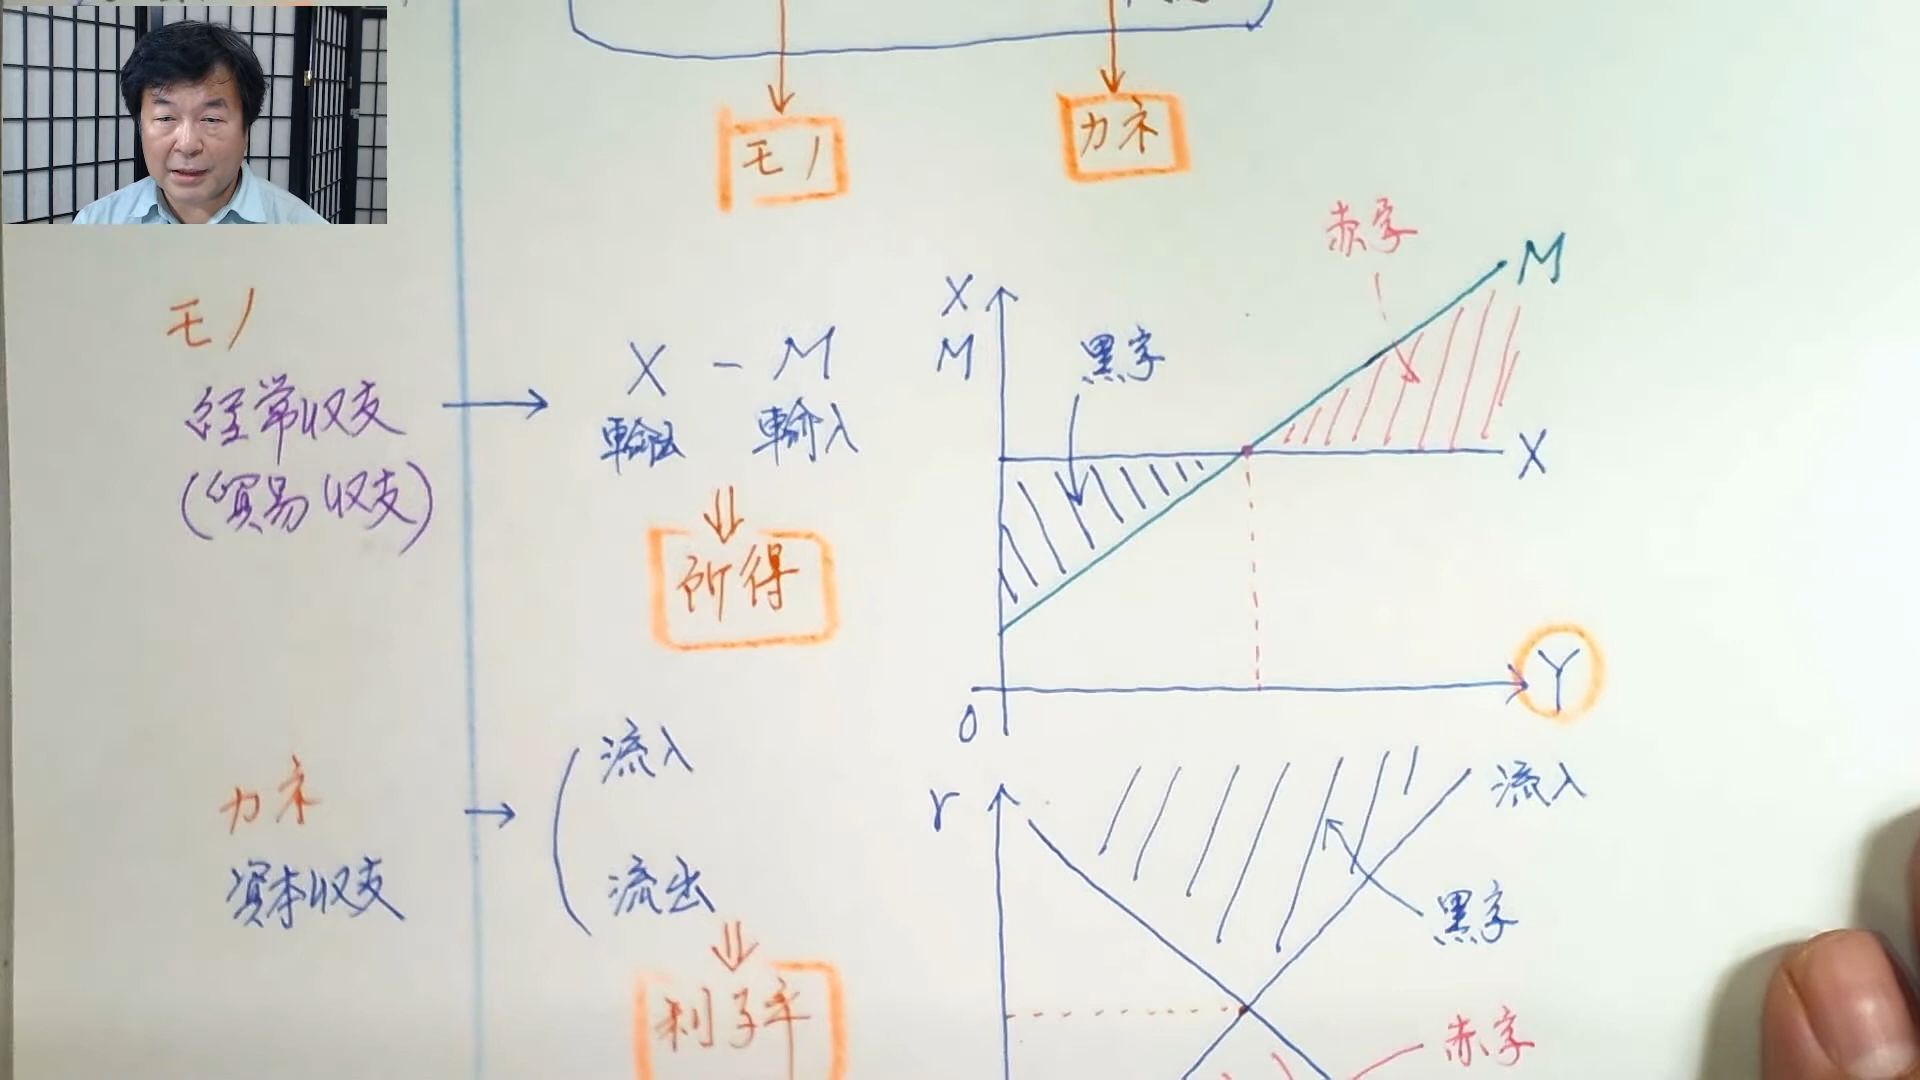 モノ
カネ
モノ
経常収支
(貿易収支)
X - M
輸出 輸入
所得
X
M
黒字
赤字
M
X
Y
0
カネ
資本収支
流入
流出
利子率
r
流入
黒字
赤字